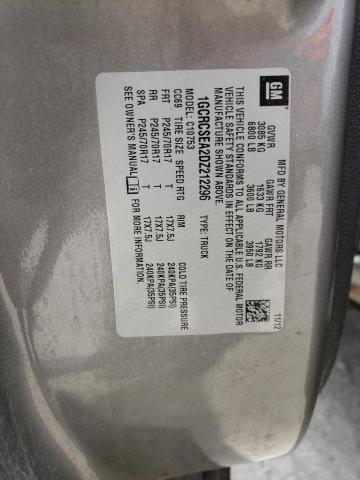 GM
MFD BY GENERAL MOTORS LLC
11/12
GVWR GAWR FRT GAWR RR
3085 KG 1633 KG 1792 KG
6800 LB 3600 LB 3950 LB
THIS VEHICLE CONFORMS TO ALL APPLICABLE U.S. FEDERAL MOTOR
VEHICLE SAFETY STANDARDS IN EFFECT ON THE DATE OF
MANUFACTURE SHOWN ABOVE.
1GCRCSEA2DZ212296 TYPE: TRUCK
MODEL: C10753
CC69 TIRE SIZE SPEED RTG RIM COLD TIRE PRESSURE
FRT P245/70R17 T 17X7.5J 240KPA(35PSI)
RR P245/70R17 T 17X7.5J 240KPA(35PSI)
SPA P245/70R17 T 17X7.5J 240KPA(35PSI)
SEE OWNER'S MANUAL FOR MORE INFORMATION.